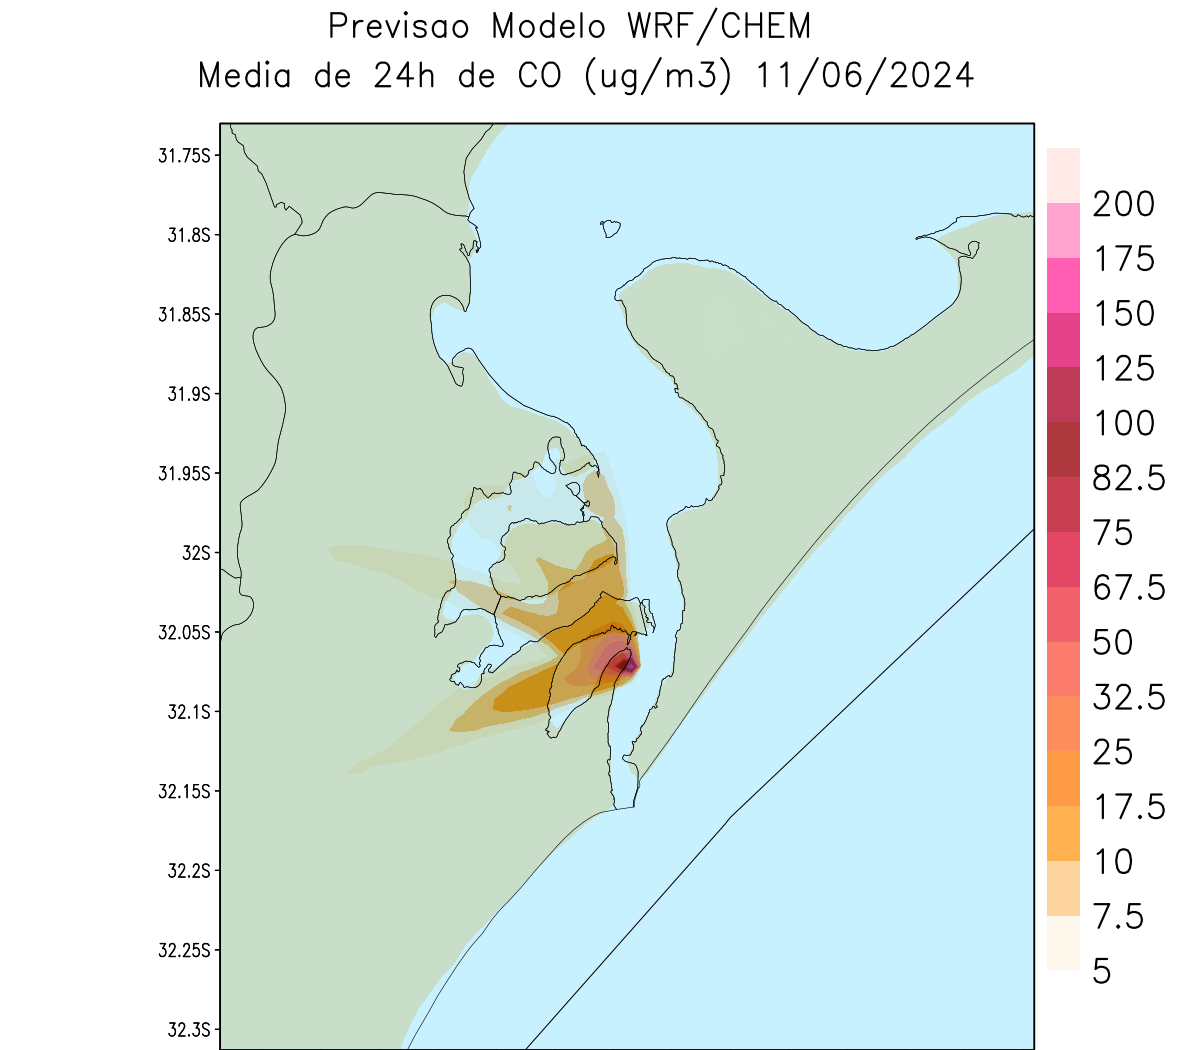 Previsao Modelo WRF/CHEM
Media de 24h de CO (ug/m3) 11/06/2024
31.75S
31.8S
31.85S
31.9S
31.95S
32S
32.05S
32.1S
32.15S
32.2S
32.25S
32.3S
200
175
150
125
100
82.5
75
67.5
50
32.5
25
17.5
10
7.5
5